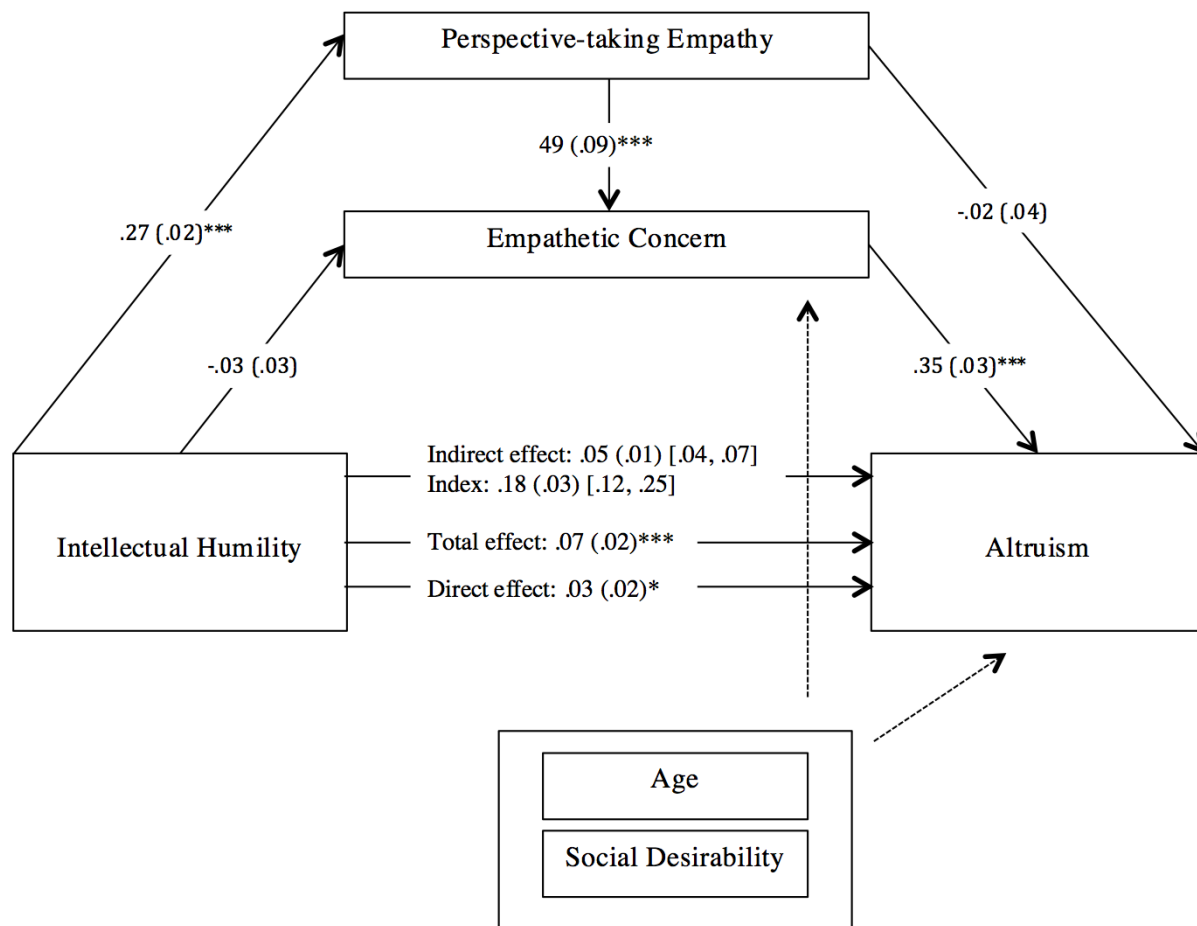 Perspective-taking Empathy
49 (.09)***
.27 (.02)***
-.02 (.04)
Empathetic Concern
-.03 (.03)
.35 (.03)***
Indirect effect: .05 (.01) [.04, .07]
Index: .18 (.03) [.12, .25]
Intellectual Humility
Total effect: .07 (.02)***
Altruism
Direct effect: .03 (.02)*
Age
Social Desirability